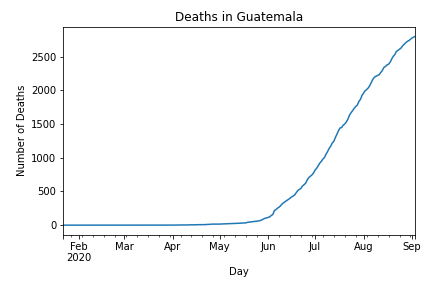 Deaths in Guatemala
Number of Deaths
2500
2000
1500
1000
500
0
Feb Mar Apr May Jun Jul Aug Sep
2020
Day